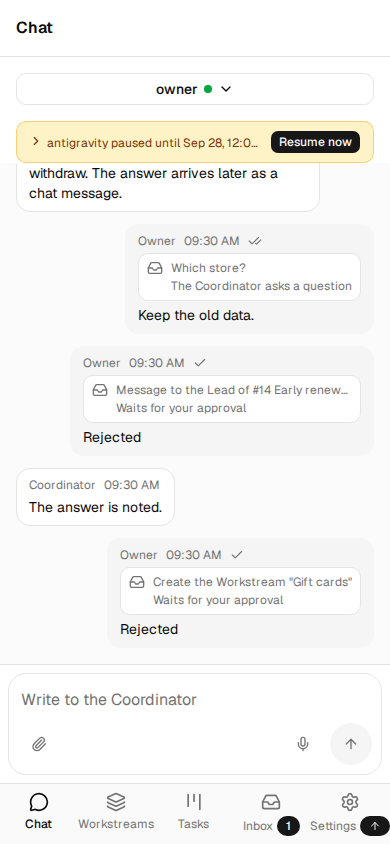 Chat
owner
antigravity paused until Sep 28, 12:0... Resume now
withdraw. The answer arrives later as a
chat message.
Owner 09:30 AM
Which store?
The Coordinator asks a question
Keep the old data.
Owner 09:30 AM
Message to the Lead of #14 Early renew...
Waits for your approval
Rejected
Coordinator 09:30 AM
The answer is noted.
Owner 09:30 AM
Create the Workstream "Gift cards"
Waits for your approval
Rejected
Write to the Coordinator
Chat Workstreams Tasks Inbox 1 Settings